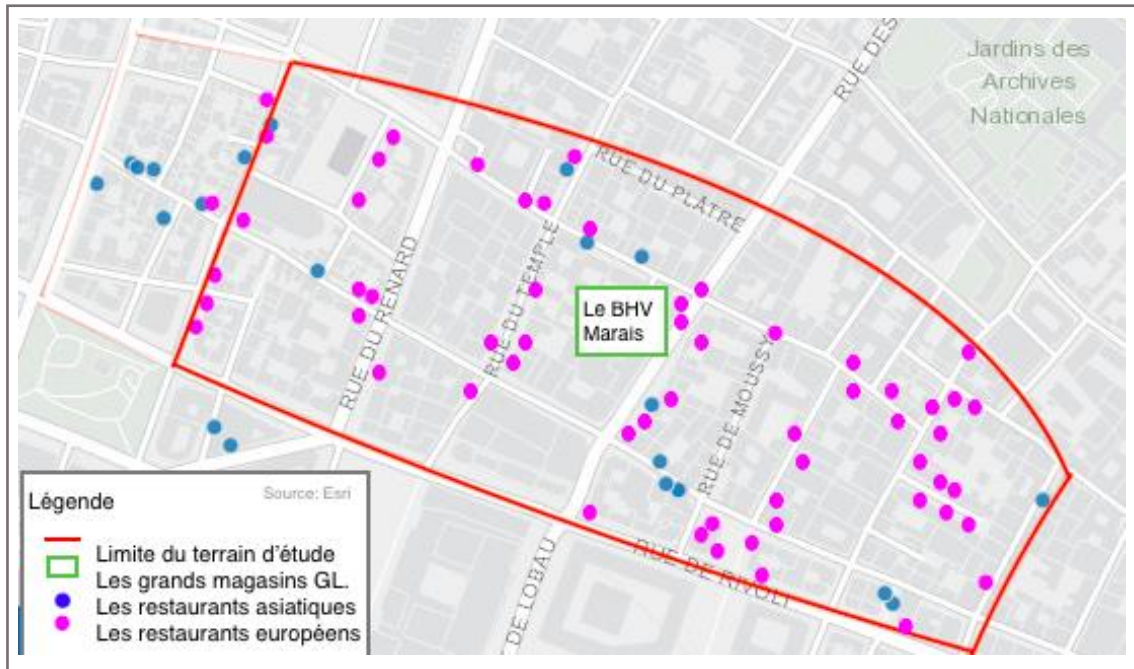 Jardins des
Archives
Nationales
RUE DES
RUE DU PLÂTRE
RUE DU TEMPLE
RUE DU RENARD
Le BHV
Marais
RUE DE MOUSSY
RUE DE RIVOLI
DE LOBAU
Légende
Source: Esri
Limite du terrain d'étude
Les grands magasins GL.
Les restaurants asiatiques
Les restaurants européens